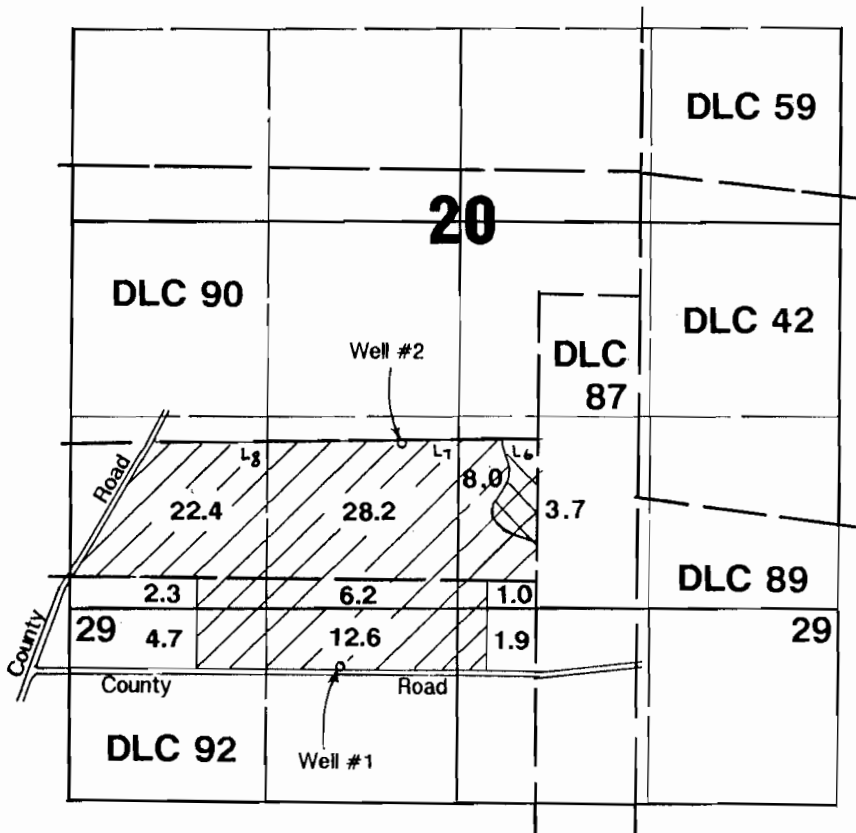 DLC 59
20
DLC 90
DLC 42
Well #2
DLC
87
L8
L7
L6
Road
8.0
22.4
28.2
3.7
DLC 89
2.3
6.2
1.0
29
4.7
12.6
1.9
29
County
County
Road
DLC 92
Well #1